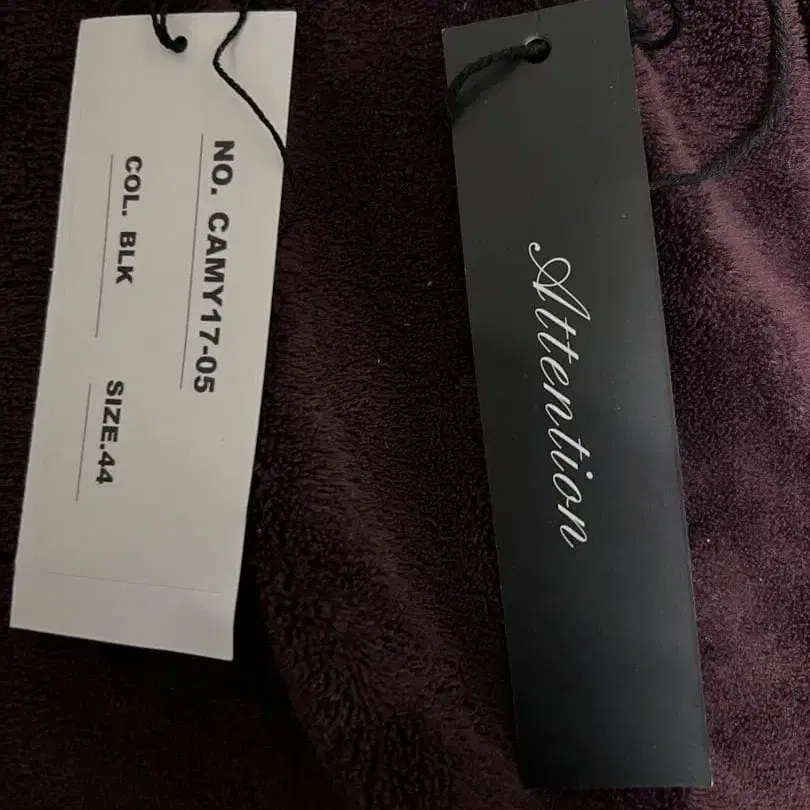 NO. CAMY17-05
COL. BLK
SIZE.44
Attention